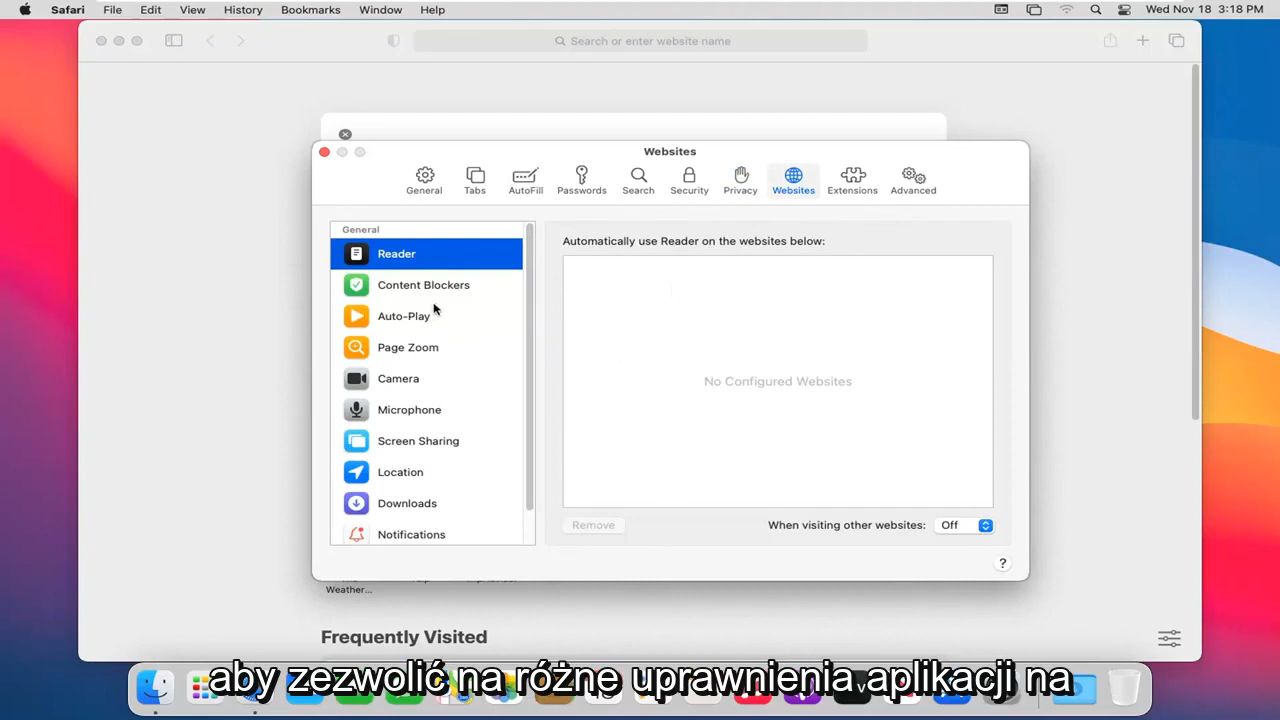 Safari File Edit View History Bookmarks Window Help Wed Nov 18 3:18 PM
Search or enter website name
Websites
General Tabs AutoFill Passwords Search Security Privacy Websites Extensions Advanced
General
Reader
Content Blockers
Auto-Play
Page Zoom
Camera
Microphone
Screen Sharing
Location
Downloads
Notifications
Automatically use Reader on the websites below:
No Configured Websites
Remove When visiting other websites: Off
?
Weather...
Frequently Visited
aby zezwolić na różne uprawnienia aplikacji na